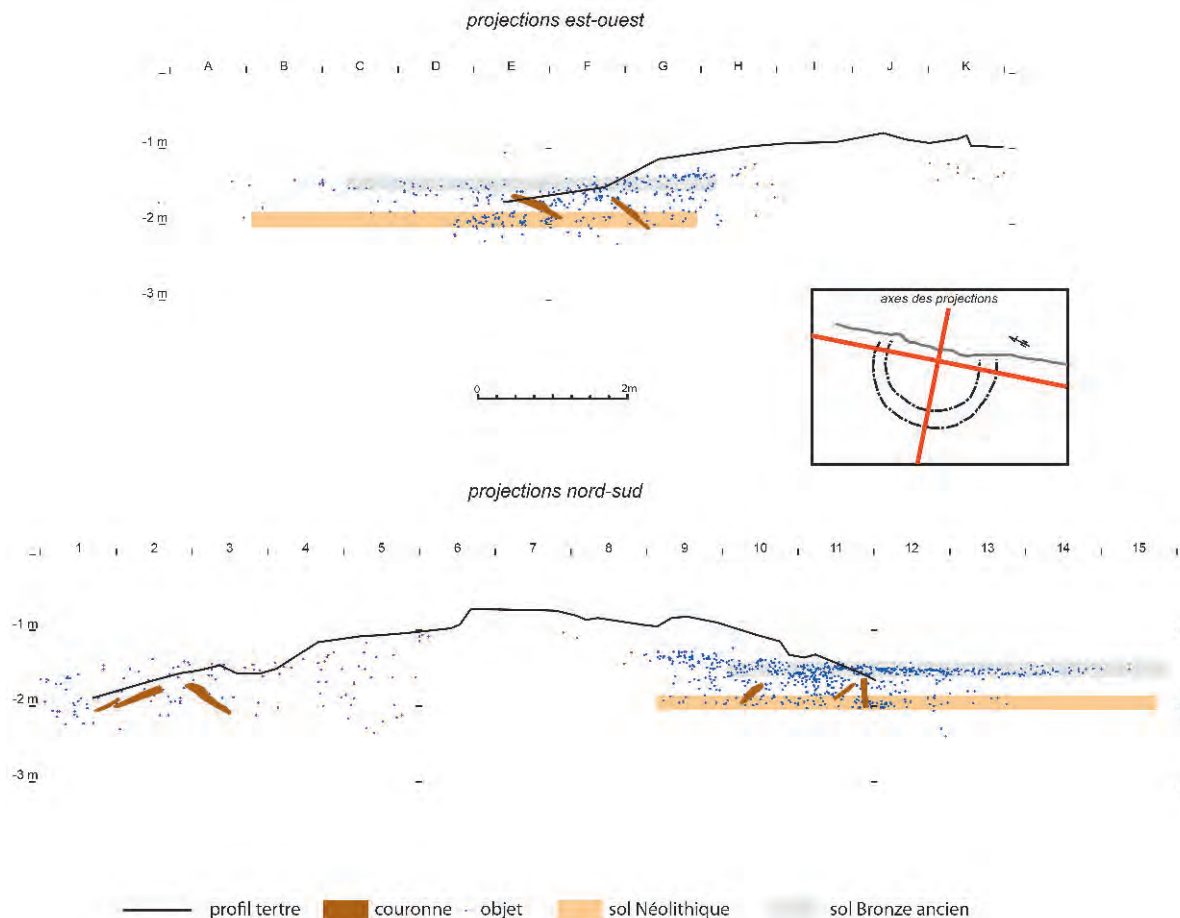 projections est-ouest
A B C D E F G H I J K
-1 m
-2 m
-3 m
axes des projections
0 2m
projections nord-sud
1 2 3 4 5 6 7 8 9 10 11 12 13 14 15
-1 m
-2 m
-3 m
profil tertre couronne objet sol Néolithique sol Bronze ancien